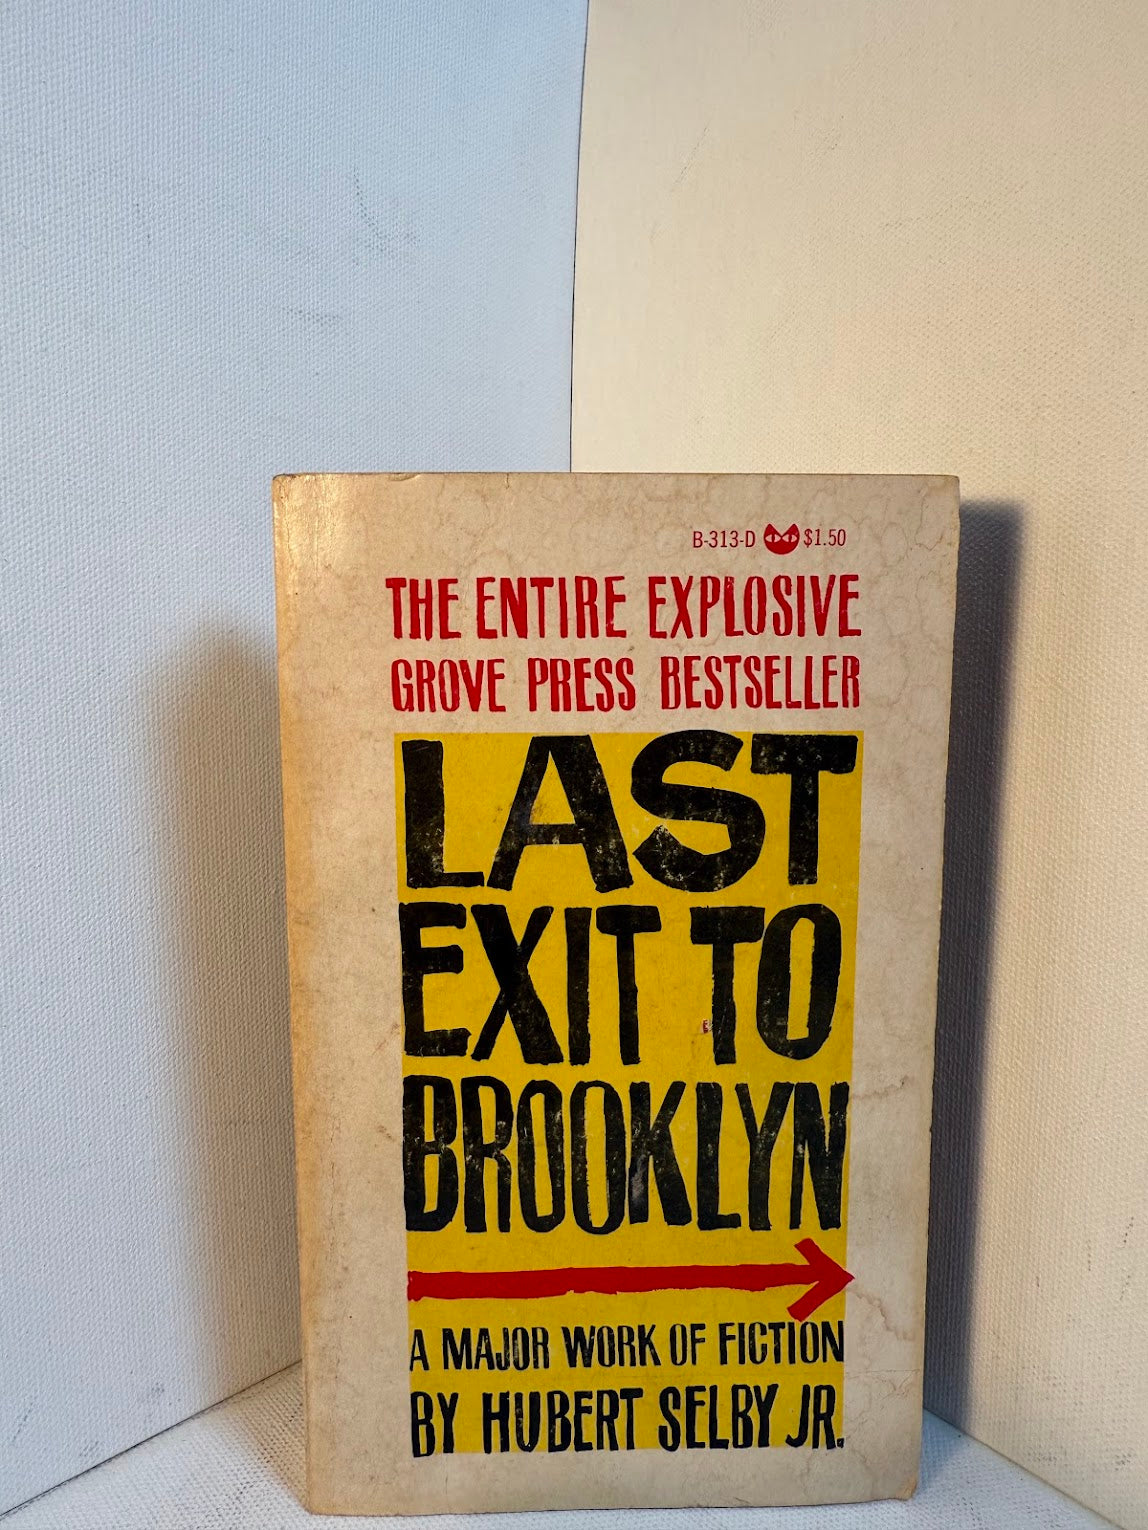 B-313-D $1.50
THE ENTIRE EXPLOSIVE
GROVE PRESS BESTSELLER
LAST
EXIT TO
BROOKLYN
A MAJOR WORK OF FICTION
BY HUBERT SELBY JR.